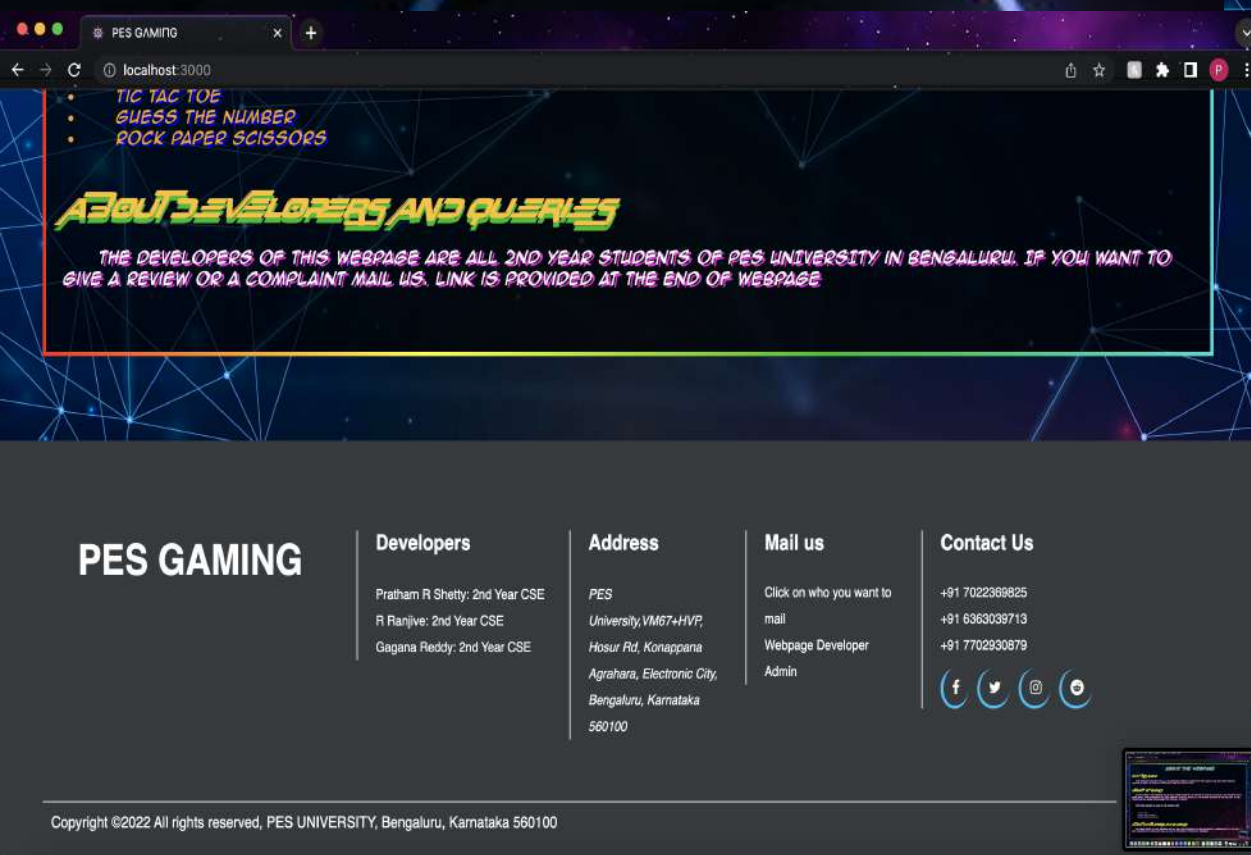 PES GAMING
localhost:3000
P
TIC TAC TOE
GUESS THE NUMBER
ROCK PAPER SCISSORS
ABOUT DEVELOPERS AND QUERIES
THE DEVELOPERS OF THIS WEBPAGE ARE ALL 2ND YEAR STUDENTS OF PES UNIVERSITY IN BENGALURU. IF YOU WANT TO
GIVE A REVIEW OR A COMPLAINT MAIL US. LINK IS PROVIDED AT THE END OF WEBPAGE
PES GAMING
Developers
Pratham R Shetty: 2nd Year CSE
R Ranjive: 2nd Year CSE
Gagana Reddy: 2nd Year CSE
Address
PES
University,VM67+HVP,
Hosur Rd, Konappana
Agrahara, Electronic City,
Bengaluru, Karnataka
560100
Mail us
Click on who you want to
mail
Webpage Developer
Admin
Contact Us
+91 7022369825
+91 6363039713
+91 7702930879
Copyright ©2022 All rights reserved, PES UNIVERSITY, Bengaluru, Karnataka 560100
ABOUT THE WEBPAGE